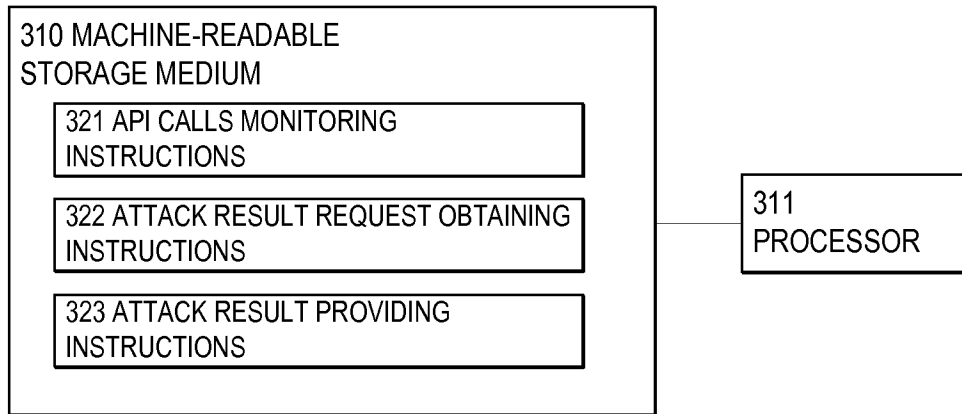 310 MACHINE-READABLE
STORAGE MEDIUM
321 API CALLS MONITORING
INSTRUCTIONS
322 ATTACK RESULT REQUEST OBTAINING
INSTRUCTIONS
323 ATTACK RESULT PROVIDING
INSTRUCTIONS
311
PROCESSOR